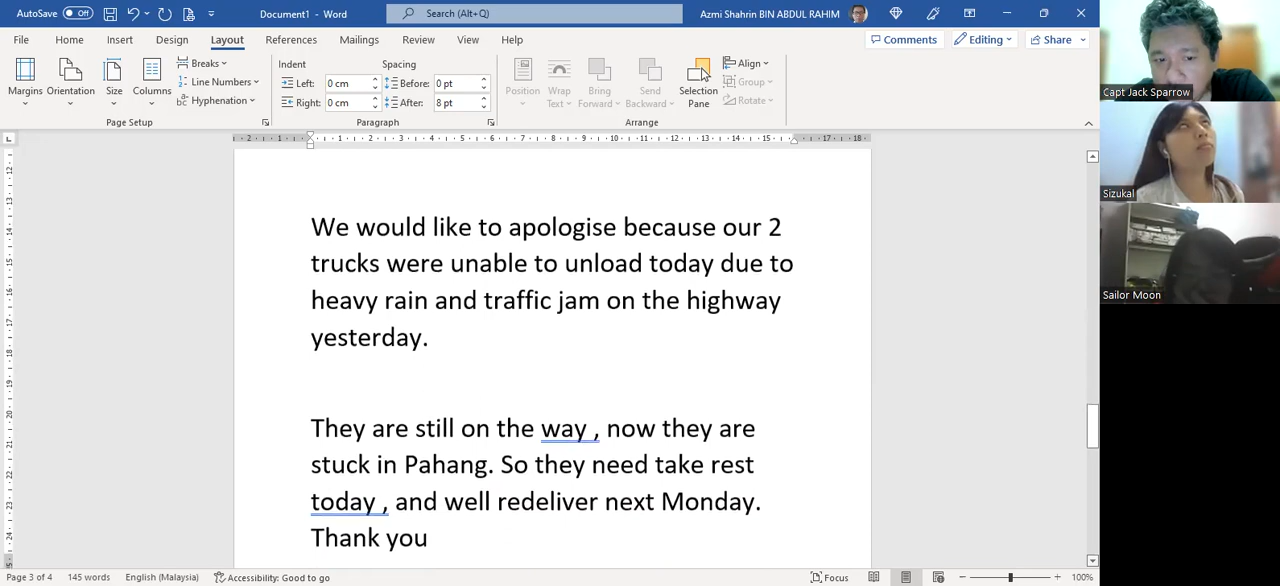 AutoSave Off Document1 - Word Search (Alt+Q) Azmi Shahrin BIN ABDUL RAHIM
File Home Insert Draw Design Layout References Mailings Review View Help Comments Editing Share
Margins Orientation Size Columns Breaks Line Numbers Hyphenation
Page Setup
Indent Spacing
Left: 0 cm Before: 0 pt
Right: 0 cm After: 8 pt
Paragraph
Position Wrap Text Bring Forward Send Backward Selection Pane Align Group Rotate
Arrange
We would like to apologise because our 2
trucks were unable to unload today due to
heavy rain and traffic jam on the highway
yesterday.
They are still on the way , now they are
stuck in Pahang. So they need take rest
today , and well redeliver next Monday.
Thank you
Page 3 of 4 145 words English (Malaysia) Accessibility: Good to go Focus 100%
Capt Jack Sparrow
Sizukal
Sailor Moon